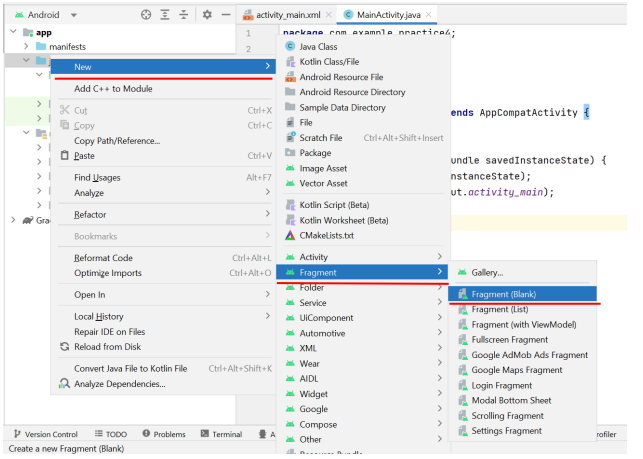 Android
activity_main.xml
MainActivity.java
app
manifests
1
2
package com.example.practice4;
ends AppCompatActivity {
undle savedInstanceState) {
nstanceState);
ut.activity_main);
Gra
New
Add C++ to Module
Cut Ctrl+X
Copy Ctrl+C
Copy Path/Reference...
Paste Ctrl+V
Find Usages Alt+F7
Analyze
Refactor
Bookmarks
Reformat Code Ctrl+Alt+L
Optimize Imports Ctrl+Alt+O
Open In
Local History
Repair IDE on Files
Reload from Disk
Convert Java File to Kotlin File Ctrl+Alt+Shift+K
Analyze Dependencies...
Java Class
Kotlin Class/File
Android Resource File
Android Resource Directory
Sample Data Directory
File
Scratch File Ctrl+Alt+Shift+Insert
Package
Image Asset
Vector Asset
Kotlin Script (Beta)
Kotlin Worksheet (Beta)
CMakeLists.txt
Activity
Fragment
Folder
Service
UiComponent
Automotive
XML
Wear
AIDL
Widget
Google
Compose
Other
Resource Bundle
Gallery...
Fragment (Blank)
Fragment (List)
Fragment (with ViewModel)
Fullscreen Fragment
Google AdMob Ads Fragment
Google Maps Fragment
Login Fragment
Modal Bottom Sheet
Scrolling Fragment
Settings Fragment
Version Control TODO Problems Terminal A rofiler
Create a new Fragment (Blank)